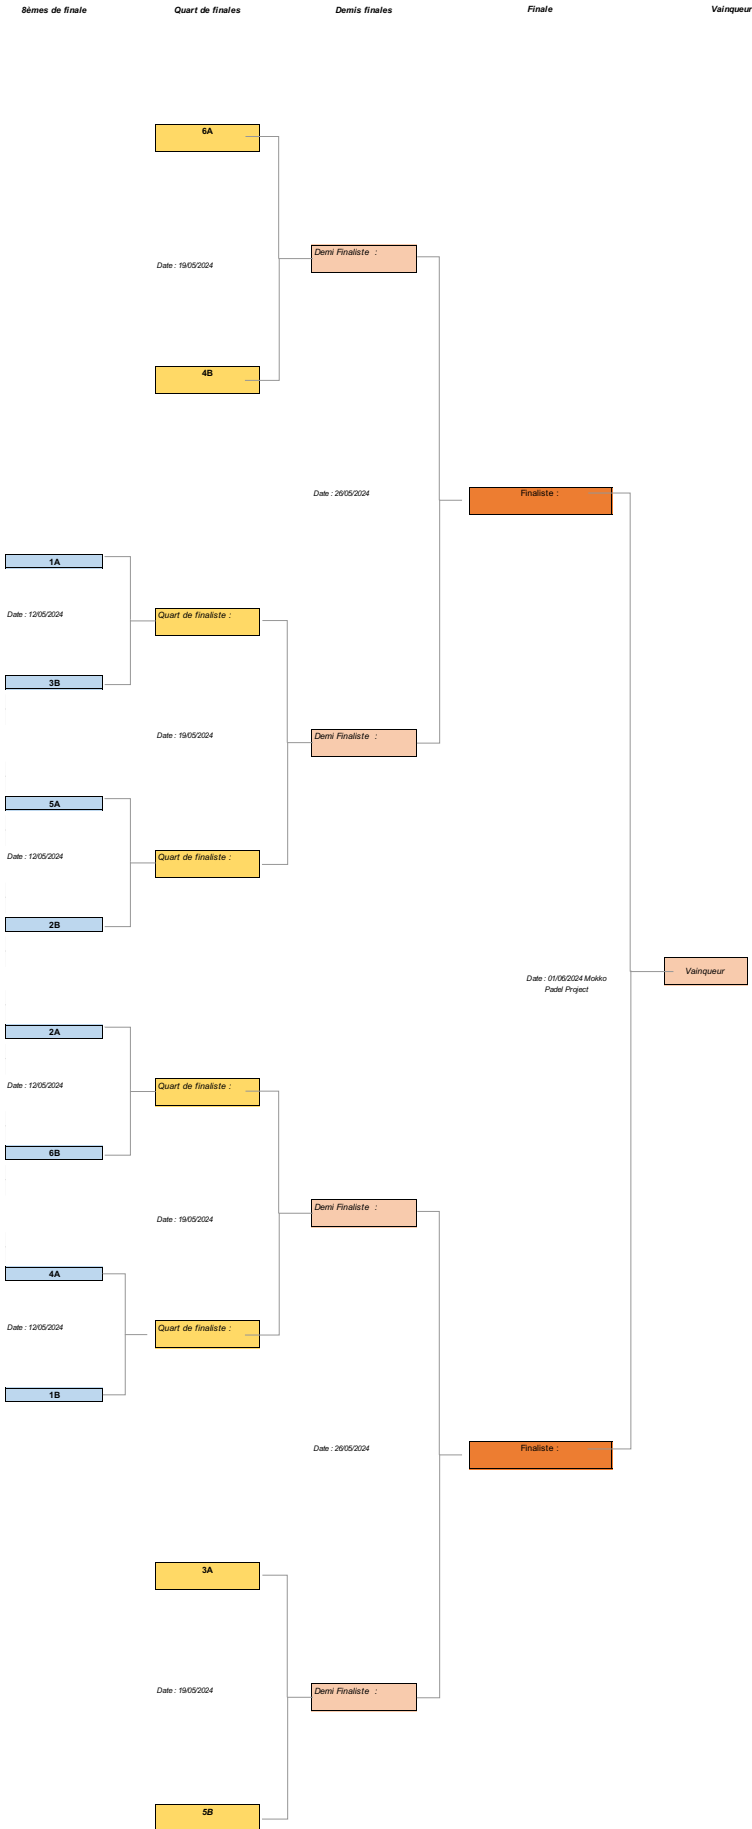 8èmes de finale
Quart de finales
Demis finales
Finale
Vainqueur
6A
Demi Finaliste :
Date : 19/05/2024
4B
Date : 26/05/2024
Finaliste :
1A
Date : 12/05/2024
Quart de finaliste :
3B
Date : 19/05/2024
Demi Finaliste :
5A
Date : 12/05/2024
Quart de finaliste :
2B
Vainqueur
Date : 01/06/2024 Mokko
Padel Project
2A
Date : 12/05/2024
Quart de finaliste :
6B
Demi Finaliste :
Date : 19/05/2024
4A
Date : 12/05/2024
Quart de finaliste :
1B
Date : 26/05/2024
Finaliste :
3A
Date : 19/05/2024
Demi Finaliste :
5B